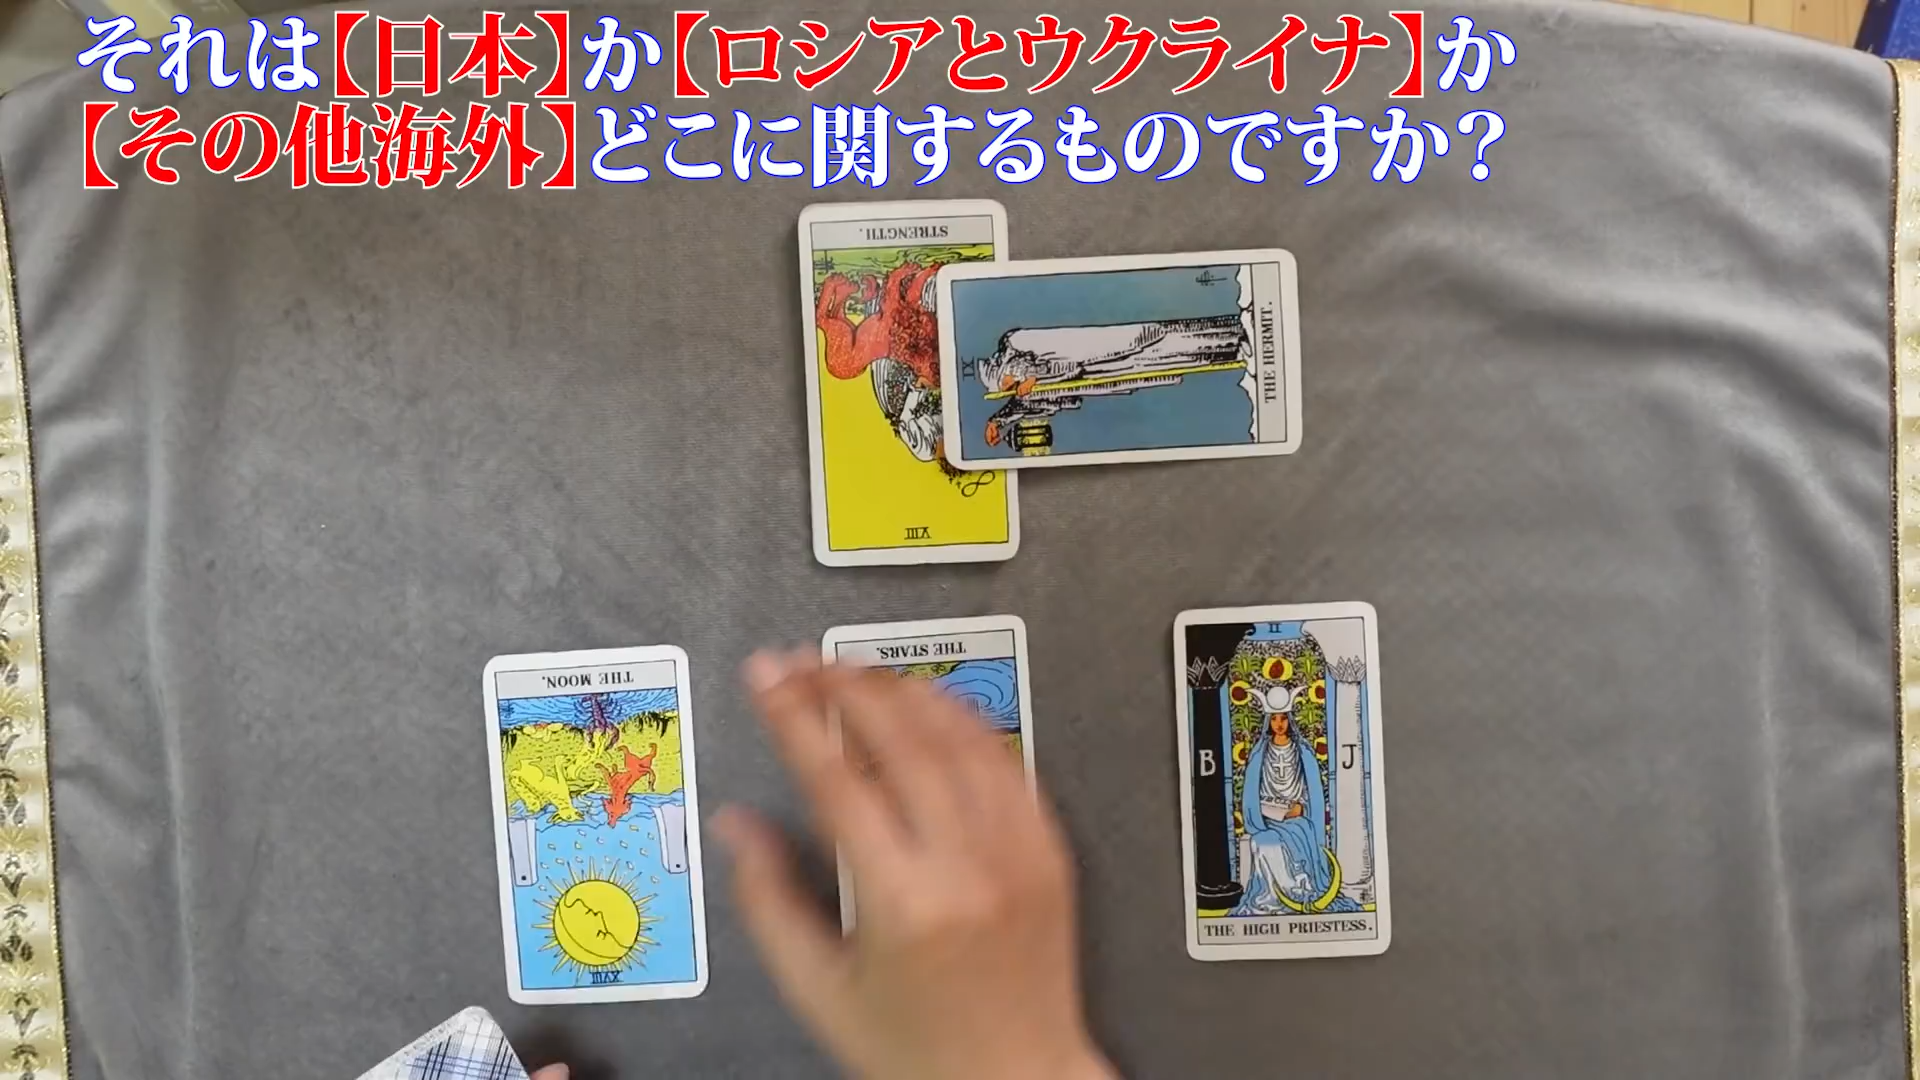 それは【日本】か【ロシアとウクライナ】か
【その他海外】どこに関するものですか？
STRENGTH.
VIII
IX
THE HERMIT.
THE MOON.
XVIII
THE STARS.
II
B
J
THE HIGH PRIESTESS.